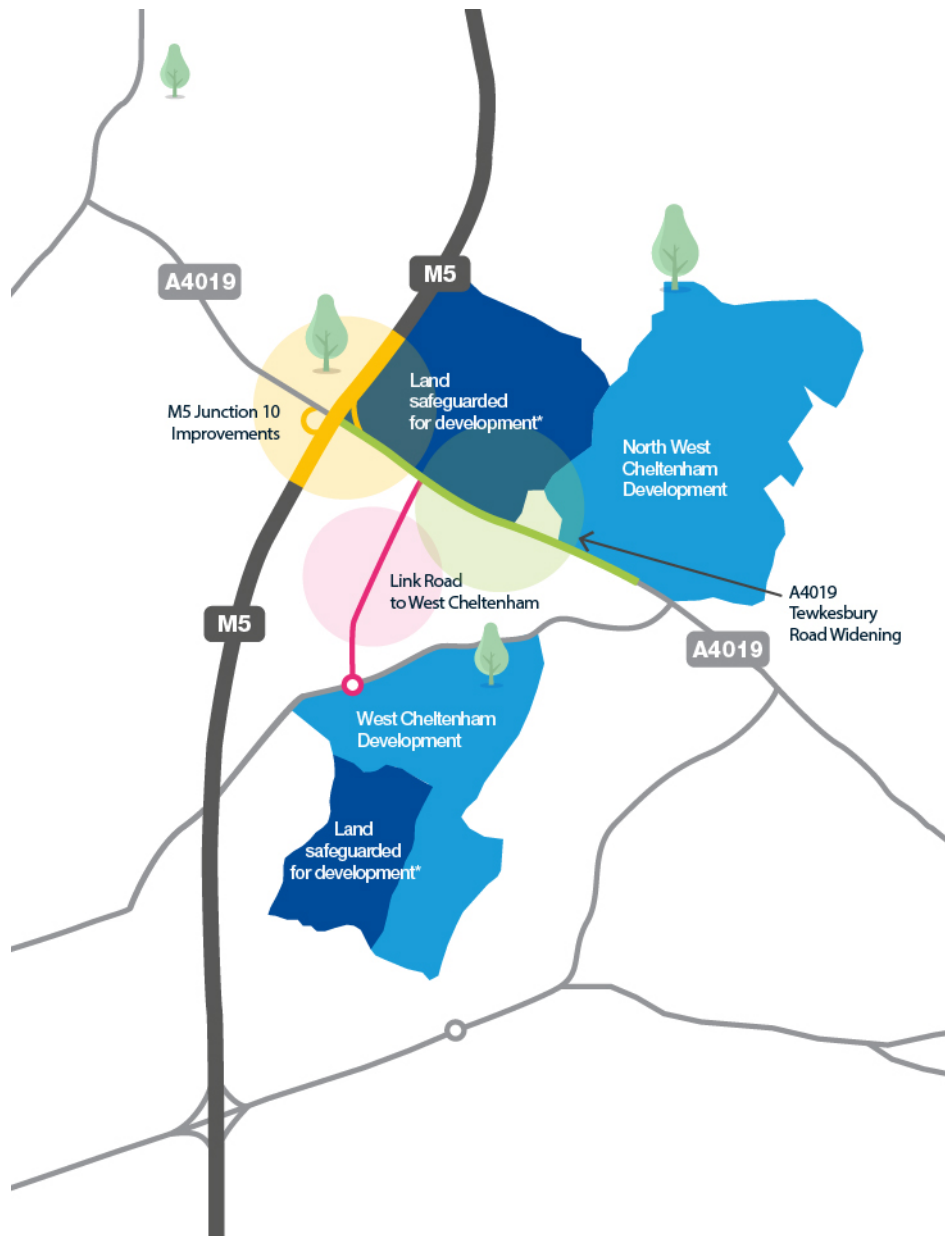 M5
A4019
Land
safeguarded
for development*
M5 Junction 10
Improvements
North West
Cheltenham
Development
Link Road
to West Cheltenham
A4019
Tewkesbury
Road Widening
M5
A4019
West Cheltenham
Development
Land
safeguarded
for development*